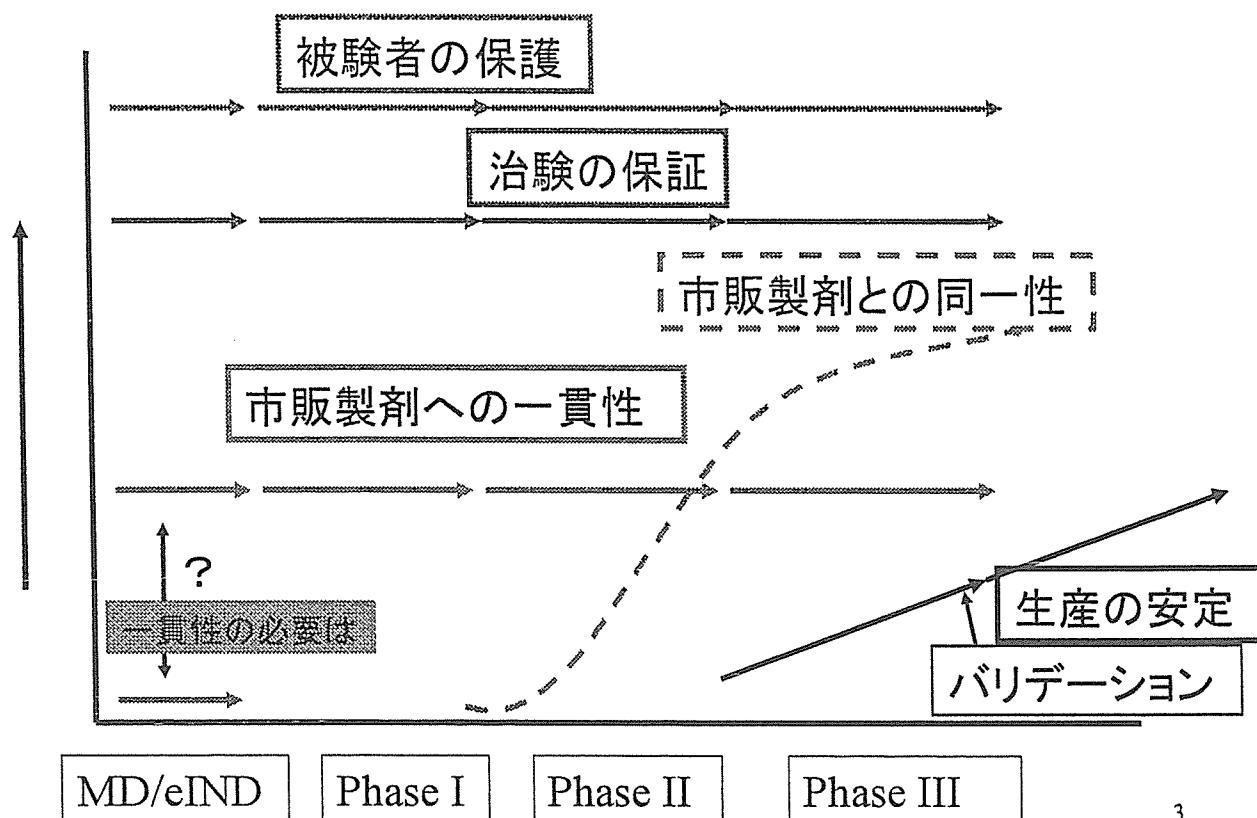 被験者の保護
治験の保証
市販製剤との同一性
市販製剤への一貫性
?
一貫性の必要は
生産の安定
バリデーション
MD/eIND
Phase I
Phase II
Phase III
3